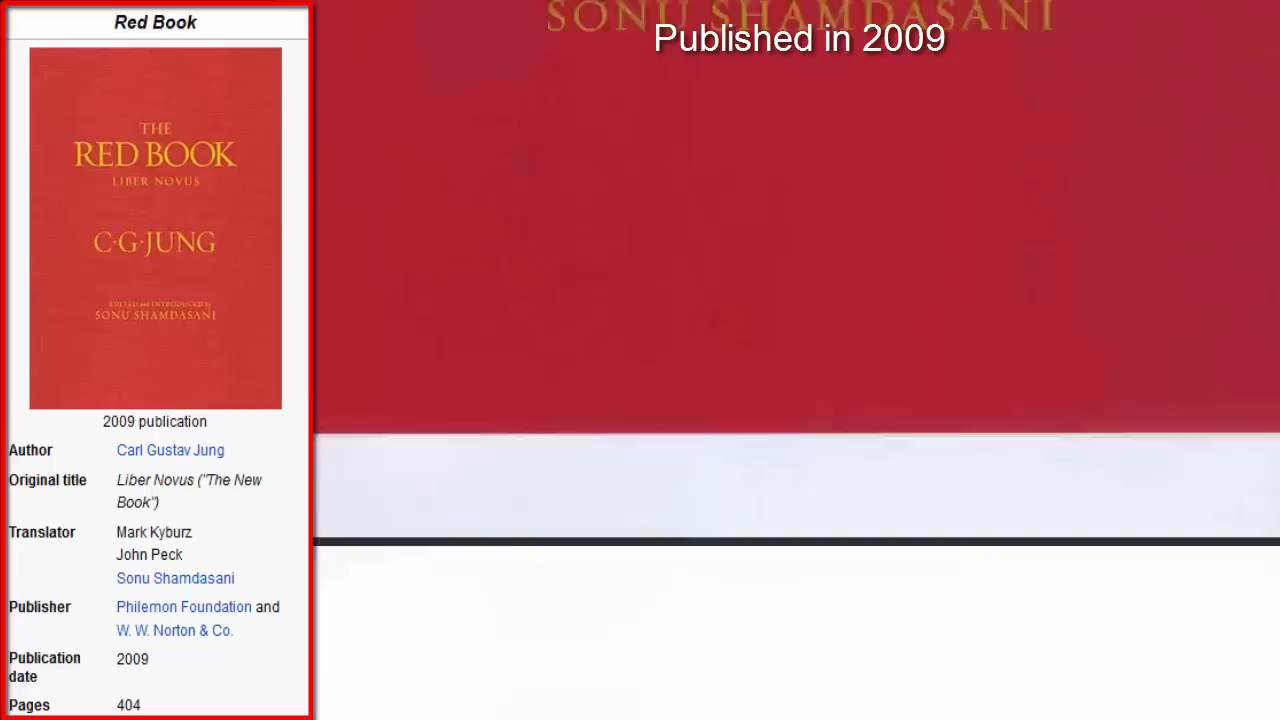 Red Book
THE
RED BOOK
LIBER NOVUS
C·G·JUNG
EDITED and INTRODUCED by
SONU SHAMDASANI
2009 publication
Author Carl Gustav Jung
Original title Liber Novus ("The New
Book")
Translator Mark Kyburz
John Peck
Sonu Shamdasani
Publisher Philemon Foundation and
W. W. Norton & Co.
Publication 2009
date
Pages 404
SONU SHAMDASANI
Published in 2009